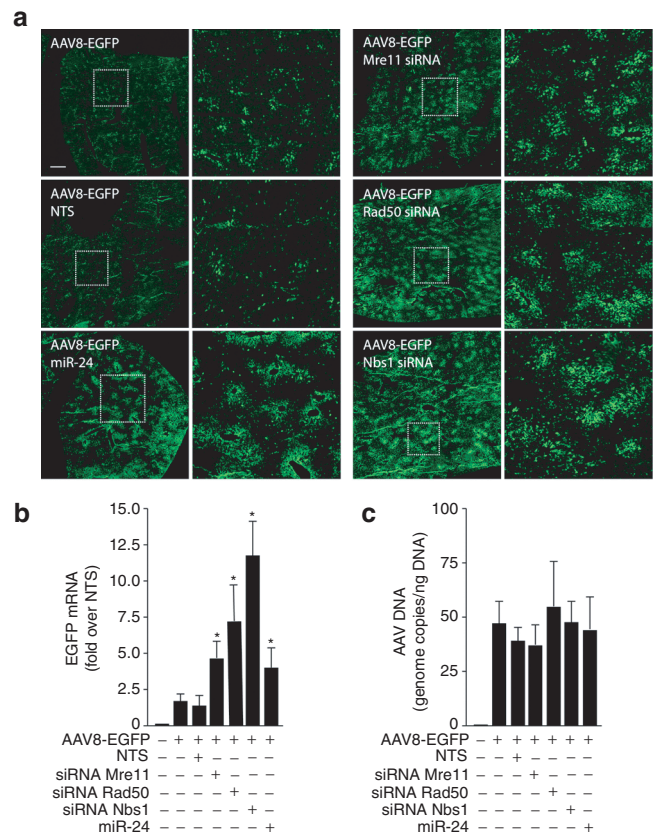 a
AAV8-EGFP
AAV8-EGFP
Mre11 siRNA
AAV8-EGFP
NTS
AAV8-EGFP
Rad50 siRNA
AAV8-EGFP
miR-24
AAV8-EGFP
Nbs1 siRNA
b
EGFP mRNA
(fold over NTS)
15.0
12.5
10.0
7.5
5.0
2.5
0
* * * *
AAV8-EGFP – + + + + + +
NTS – – + – – – –
siRNA Mre11 – – – + – – –
siRNA Rad50 – – – – + – –
siRNA Nbs1 – – – – – + –
miR-24 – – – – – – +
c
AAV DNA
(genome copies/ng DNA)
100
75
50
25
0
AAV8-EGFP – + + + + + +
NTS – – + – – – –
siRNA Mre11 – – – + – – –
siRNA Rad50 – – – – + – –
siRNA Nbs1 – – – – – + –
miR-24 – – – – – – +